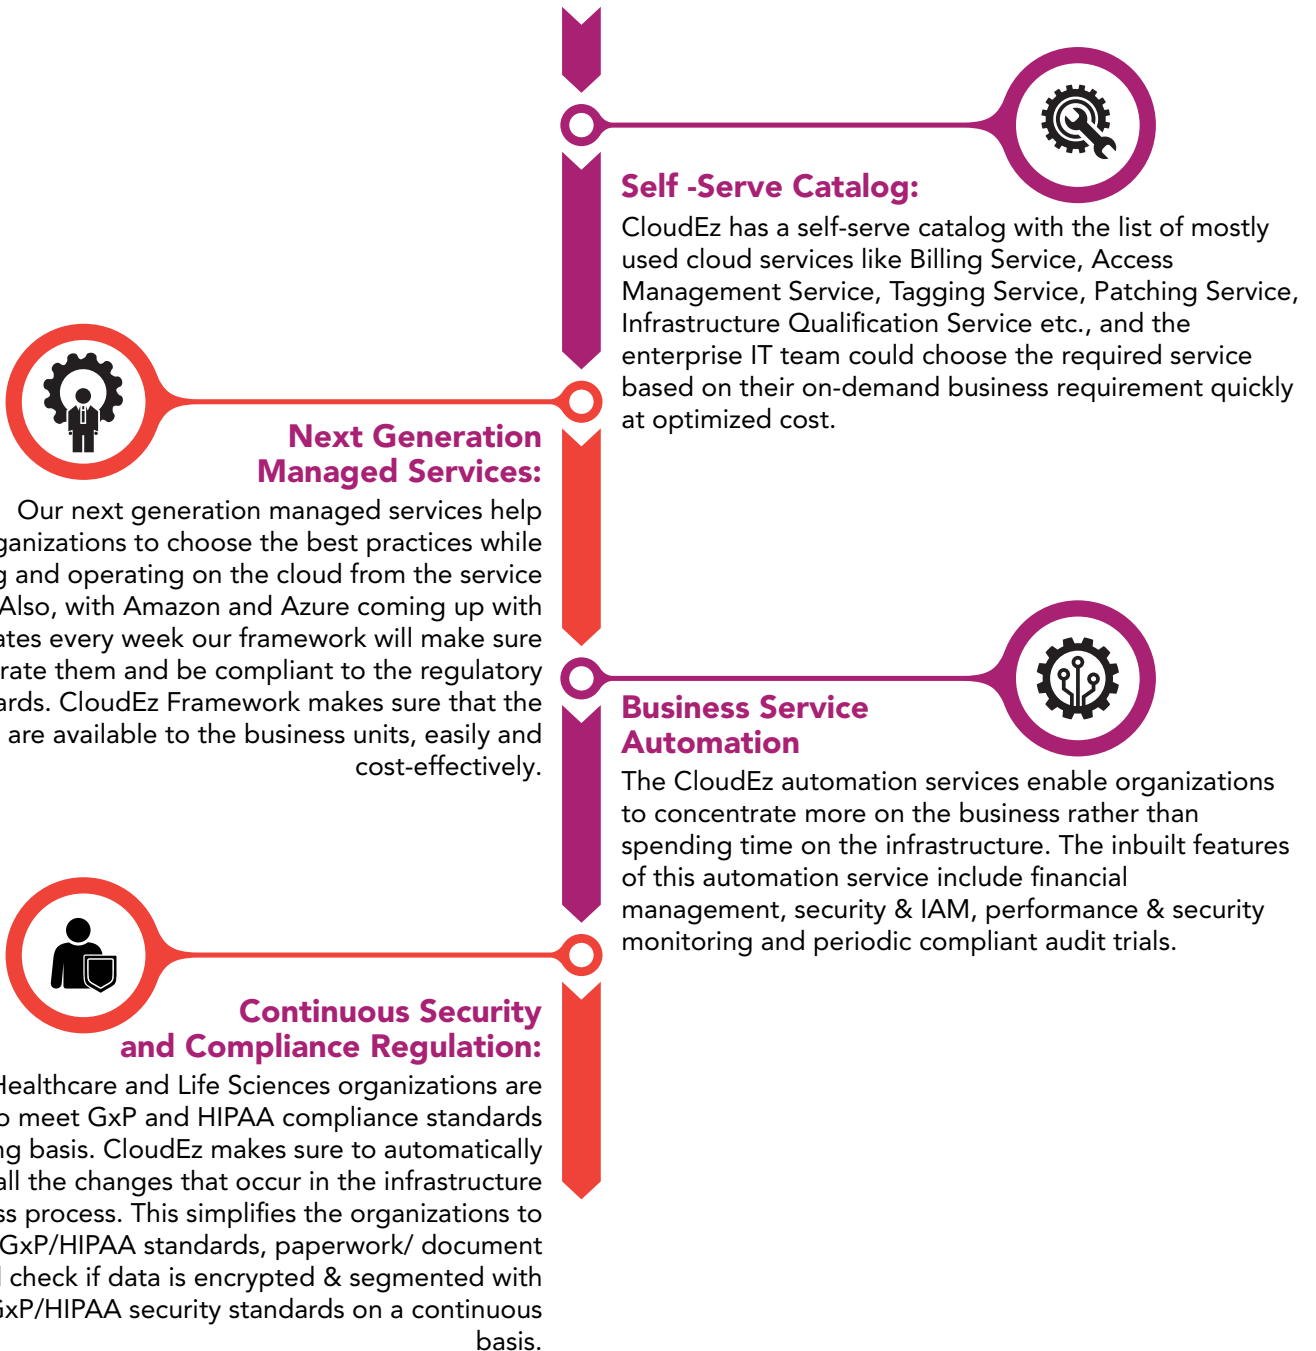 Self -Serve Catalog:
CloudEz has a self-serve catalog with the list of mostly
used cloud services like Billing Service, Access
Management Service, Tagging Service, Patching Service,
Infrastructure Qualification Service etc., and the
enterprise IT team could choose the required service
based on their on-demand business requirement quickly
at optimized cost.
Next Generation
Managed Services:
Our next generation managed services help
to choose the best practices while
and operating on the cloud from the service
Also, with Amazon and Azure coming up with
every week our framework will make sure
them and be compliant to the regulatory
CloudEz Framework makes sure that the
are available to the business units, easily and
cost-effectively.
Business Service
Automation
The CloudEz automation services enable organizations
to concentrate more on the business rather than
spending time on the infrastructure. The inbuilt features
of this automation service include financial
management, security & IAM, performance & security
monitoring and periodic compliant audit trials.
Continuous Security
and Compliance Regulation:
Healthcare and Life Sciences organizations are
meet GxP and HIPAA compliance standards
basis. CloudEz makes sure to automatically
all the changes that occur in the infrastructure
process. This simplifies the organizations to
GxP/HIPAA standards, paperwork/ document
check if data is encrypted & segmented with
GxP/HIPAA security standards on a continuous
basis.